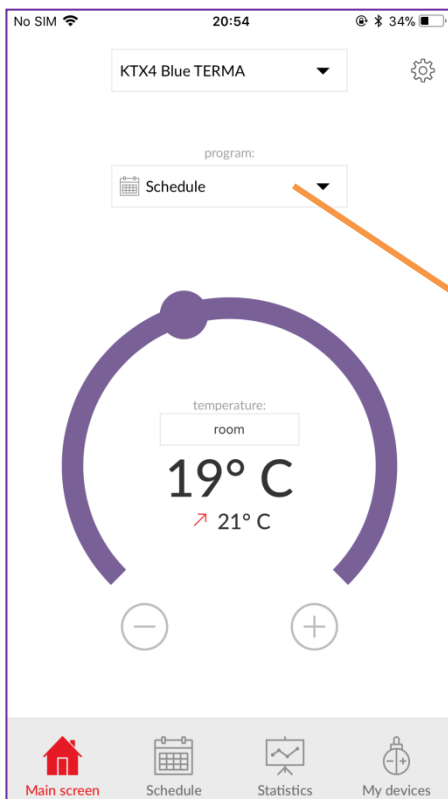 No SIM 20:54 34%
KTX4 Blue TERMA
program:
Schedule
temperature:
room
19° C
21° C
Main screen Schedule Statistics My devices